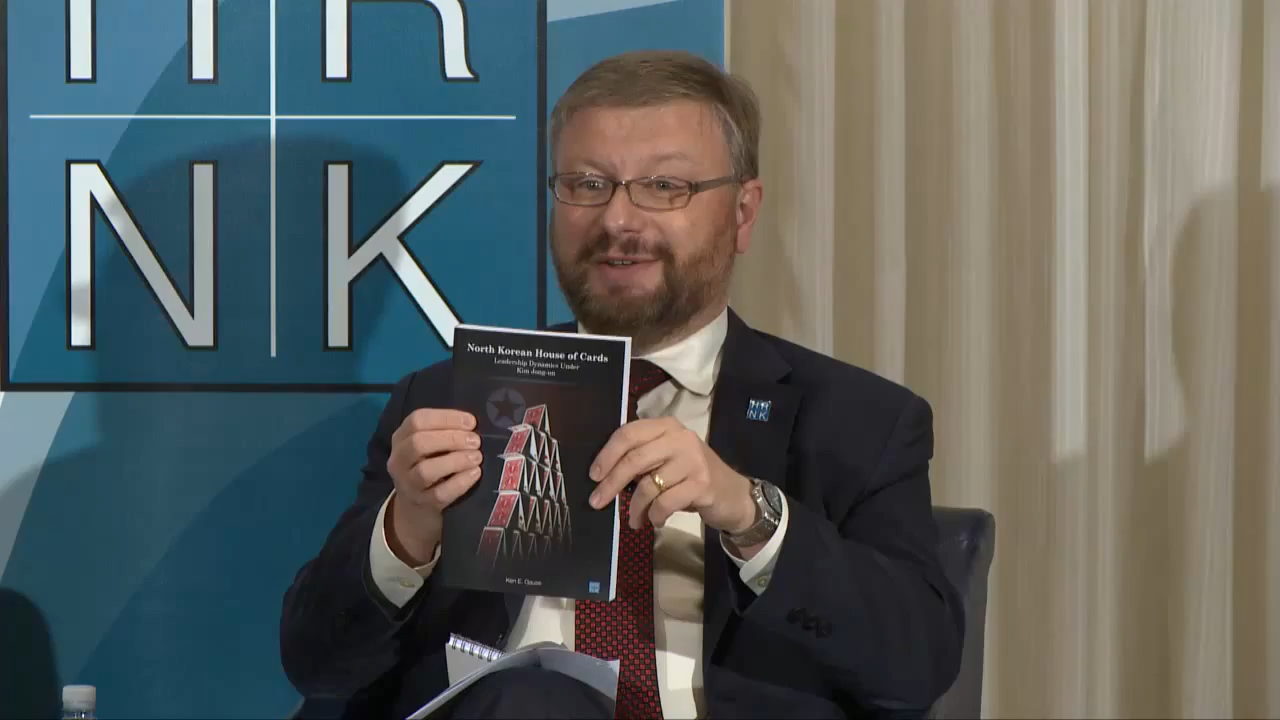 HR
NK
North Korean House of Cards
Leadership Dynamics Under
Kim Jong-un
Ken E. Gause
HR
NK